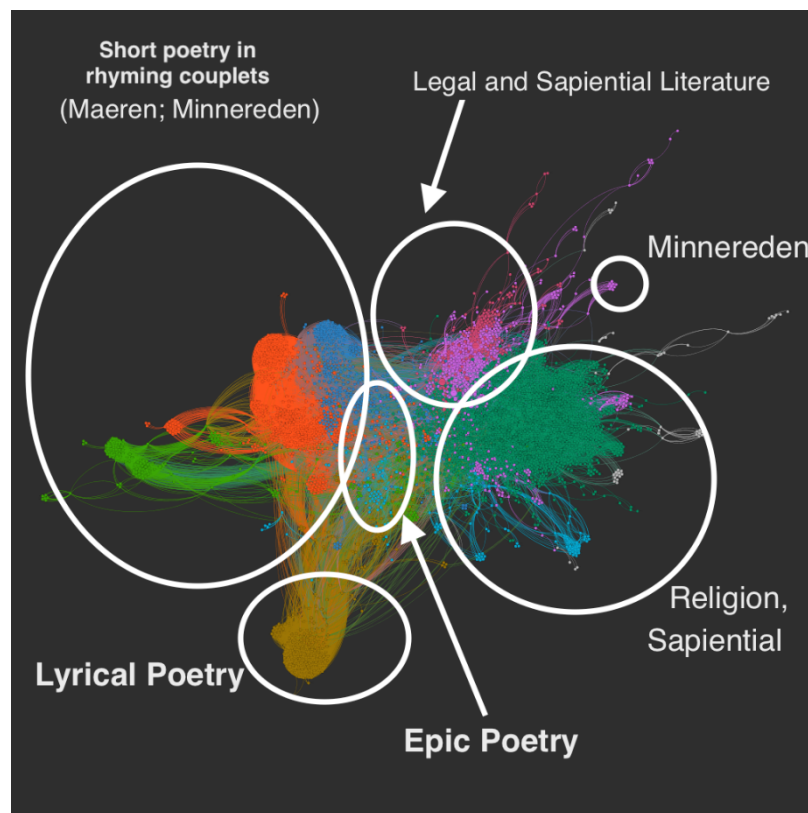 Short poetry in
rhyming couplets
(Maeren; Minnereden)
Legal and Sapiential Literature
Minnereden
Religion,
Sapiential
Lyrical Poetry
Epic Poetry